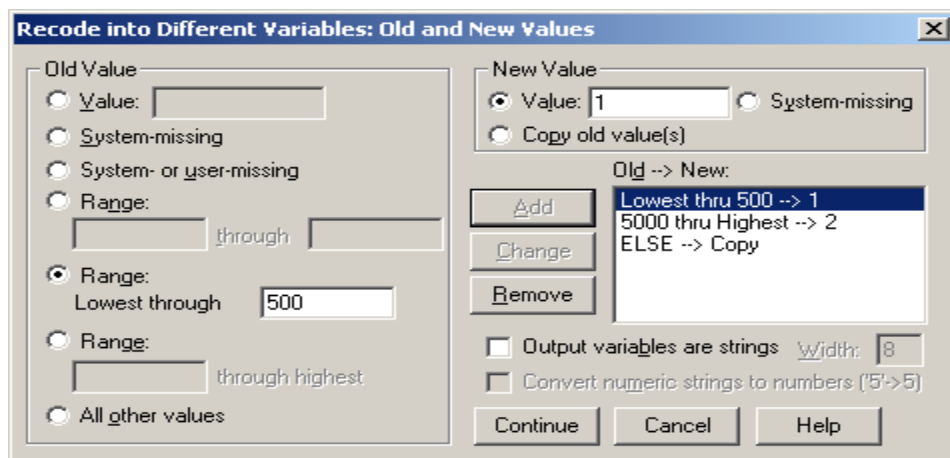 Recode into Different Variables: Old and New Values
Old Value
Value:
System-missing
System- or user-missing
Range:
through
Range:
Lowest through 500
Range:
through highest
All other values
New Value
Value: 1 System-missing
Copy old value(s)
Old --> New:
Lowest thru 500 --> 1
5000 thru Highest --> 2
ELSE --> Copy
Add
Change
Remove
Output variables are strings Width: 8
Convert numeric strings to numbers ('5'->5)
Continue Cancel Help